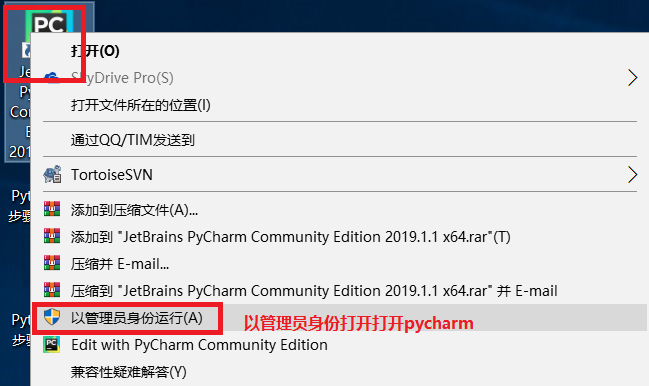 PC
打开(O)
SkyDrive Pro(S)
打开文件所在的位置(I)
通过QQ/TIM发送到
TortoiseSVN
添加到压缩文件(A)...
添加到 "JetBrains PyCharm Community Edition 2019.1.1 x64.rar"(T)
压缩并 E-mail...
压缩到 "JetBrains PyCharm Community Edition 2019.1.1 x64.rar" 并 E-mail
以管理员身份运行(A)
以管理员身份打开打开pycharm
Edit with PyCharm Community Edition
兼容性疑难解答(Y)
Je
Py
Co
E
201
Pyt
步骤
Pyt
步骤